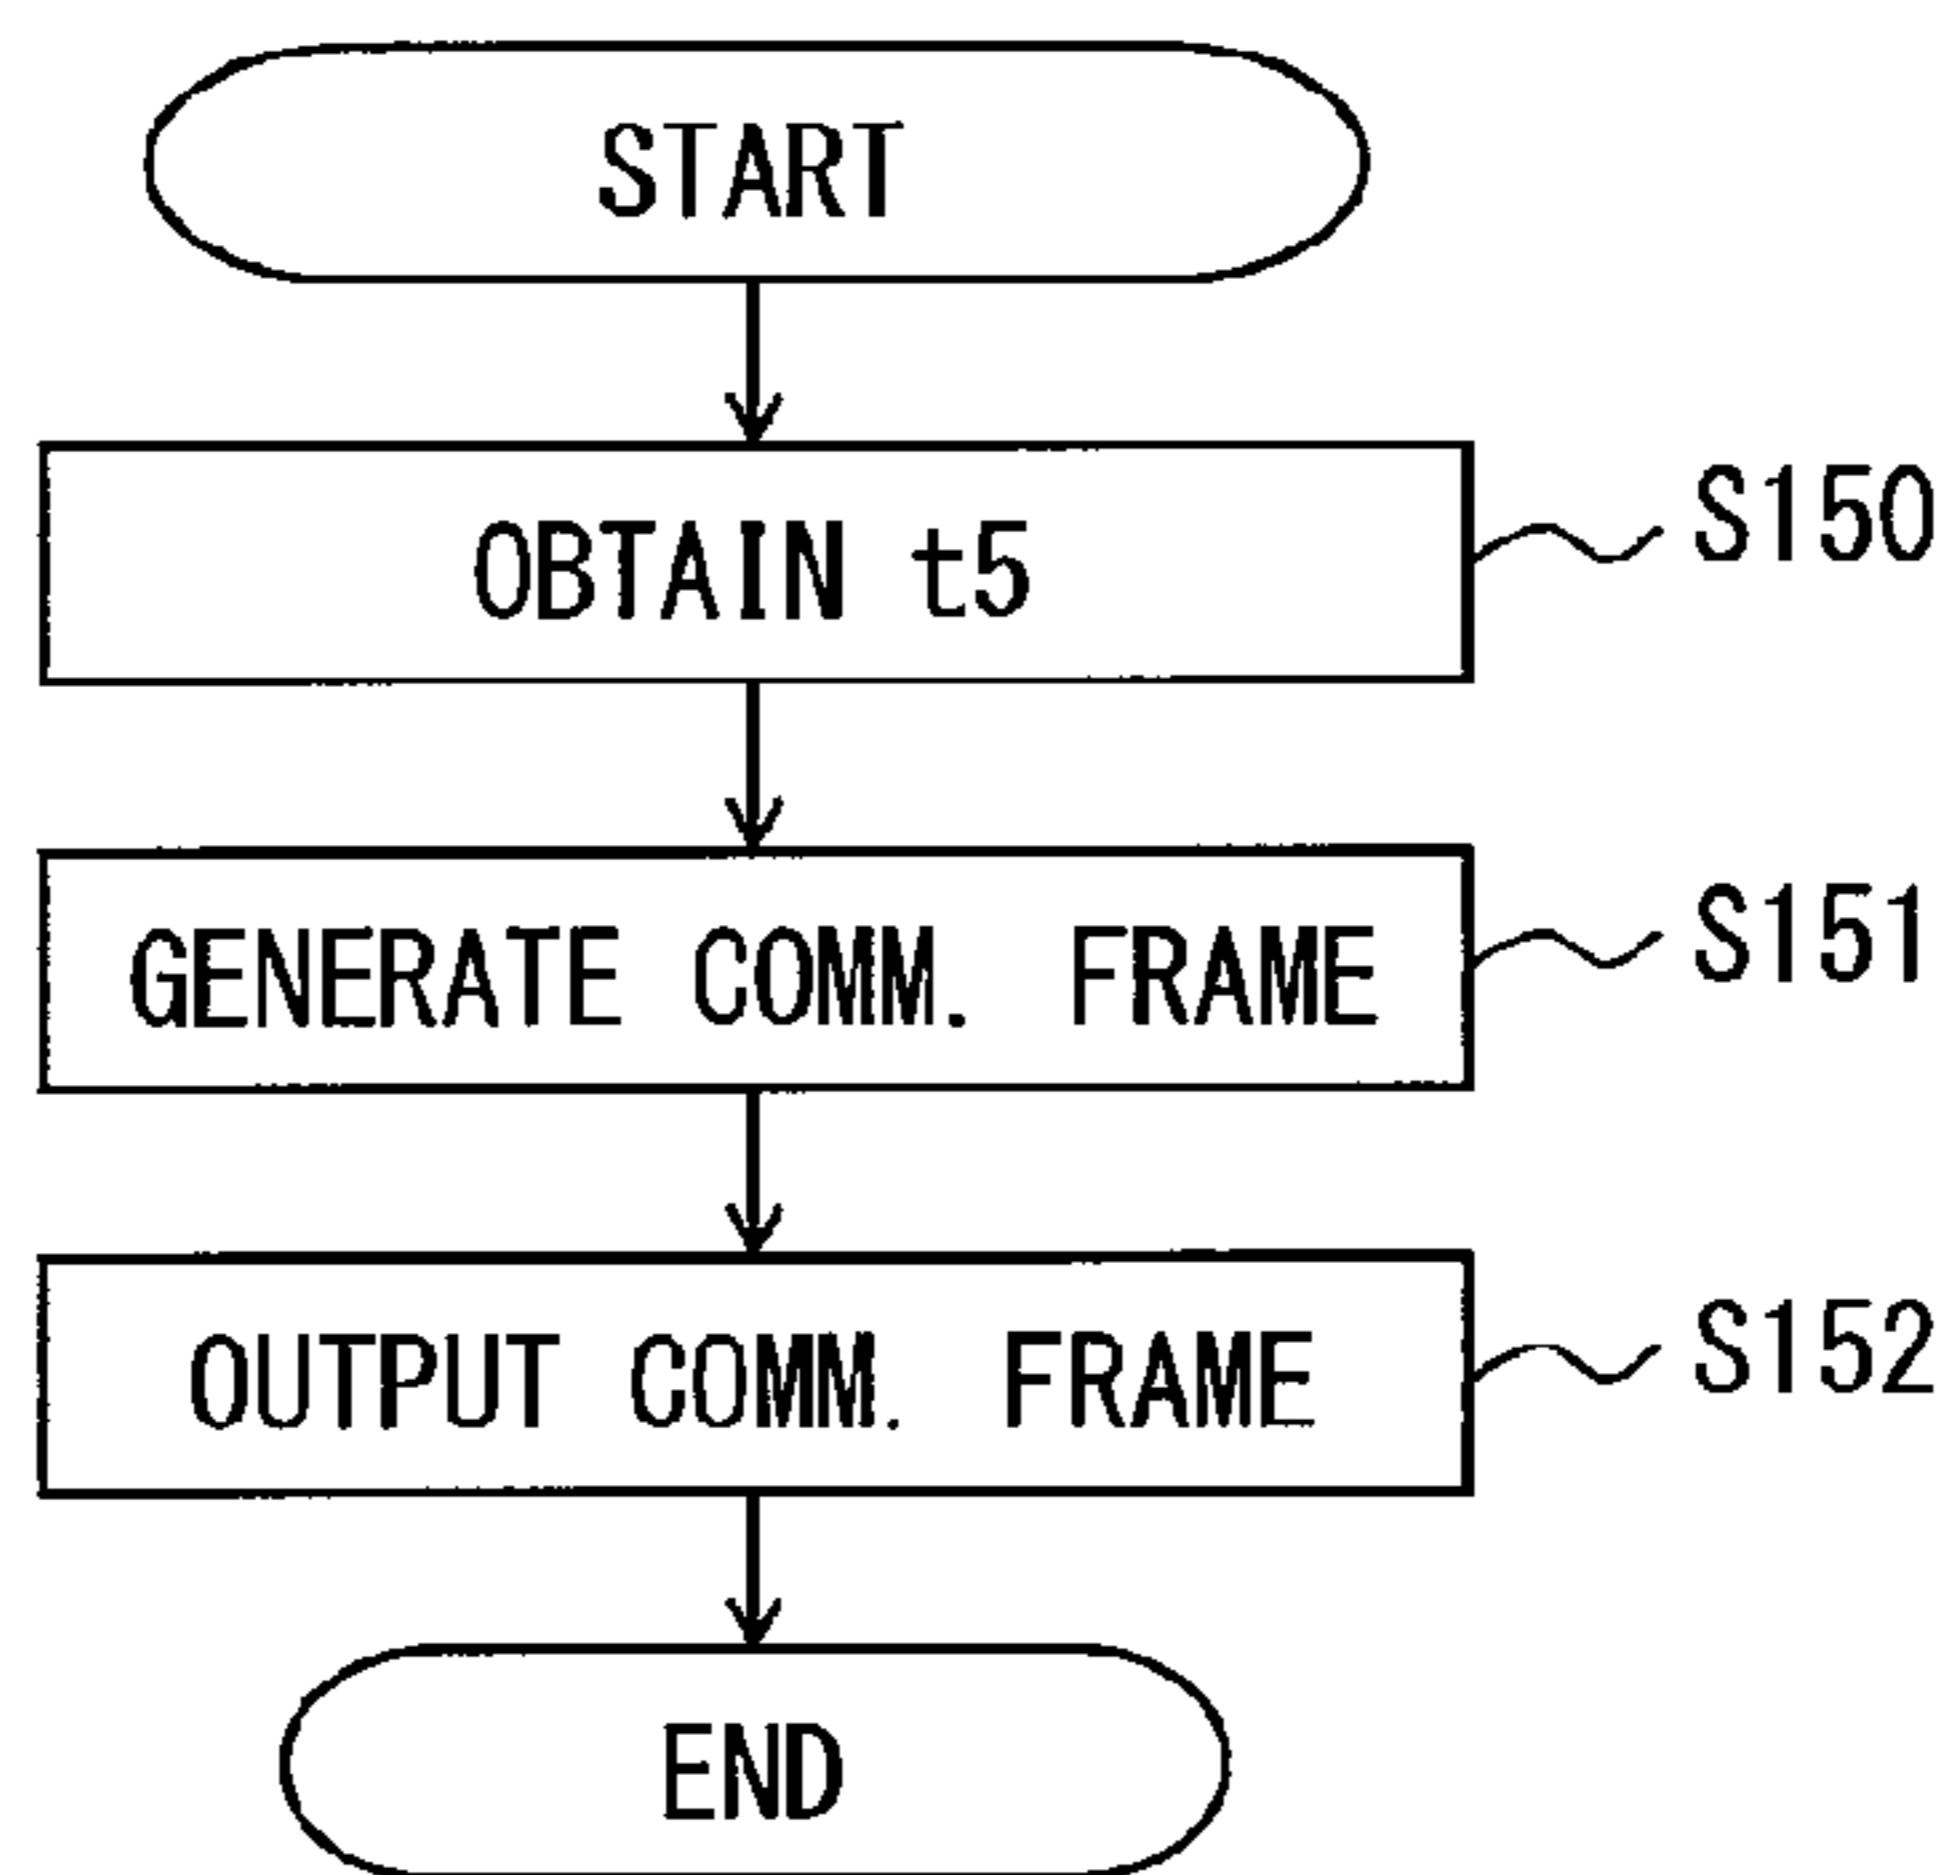 START
OBTAIN t5
S150
GENERATE COMM. FRAME
S151
OUTPUT COMM. FRAME
S152
END